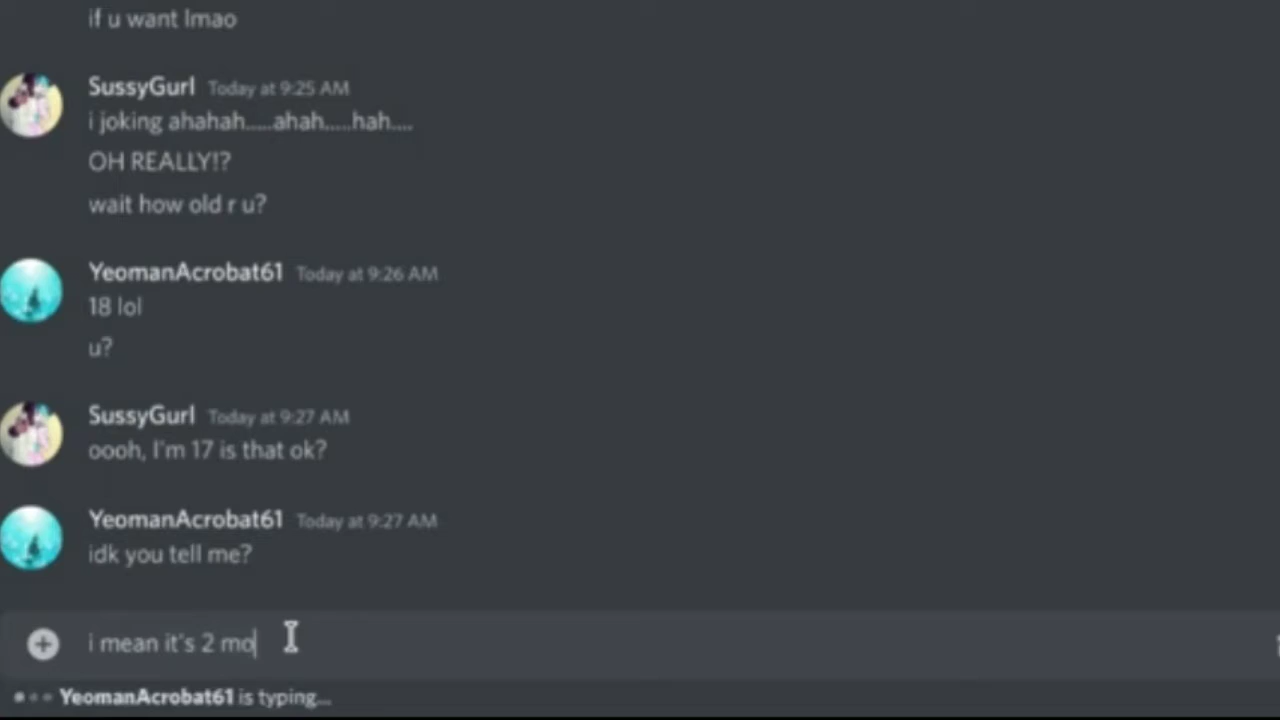 if u want lmao
SussyGurl Today at 9:25 AM
i joking ahahah.....ahah.....hah....
OH REALLY!?
wait how old r u?
YeomanAcrobat61 Today at 9:26 AM
18 lol
u?
SussyGurl Today at 9:27 AM
oooh, I'm 17 is that ok?
YeomanAcrobat61 Today at 9:27 AM
idk you tell me?
i mean it's 2 mo
YeomanAcrobat61 is typing...